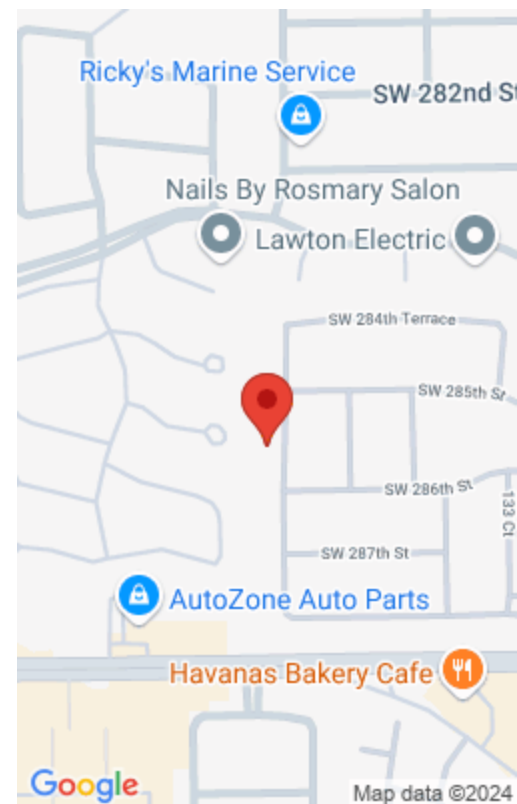 Ricky's Marine Service
SW 282nd St
Nails By Rosmary Salon
Lawton Electric
SW 284th Terrace
SW 285th St
SW 286th St
133 Ct
SW 287th St
AutoZone Auto Parts
Havanas Bakery Cafe
Google
Map data ©2024